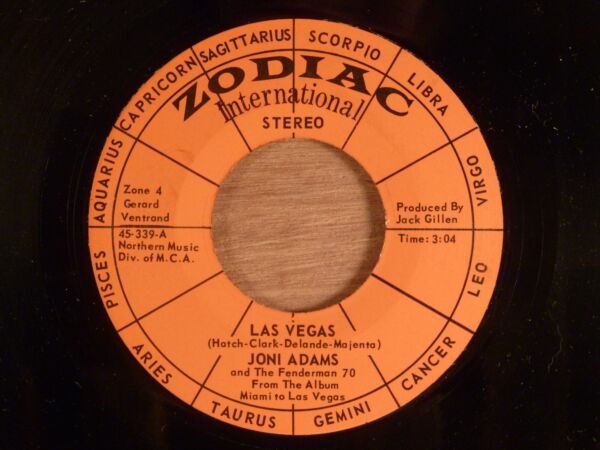 SAGITTARIUS
SCORPIO
LIBRA
VIRGO
LEO
CANCER
GEMINI
TAURUS
ARIES
PISCES
AQUARIUS
CAPRICORN
ZODIAC
International
STEREO
Zone 4
Gerard
Ventrand
45-339-A
Northern Music
Div. of M.C.A.
Produced By
Jack Gillen
Time: 3:04
LAS VEGAS
(Hatch-Clark-Delande-Majenta)
JONI ADAMS
and The Fenderman 70
From The Album
Miami to Las Vegas